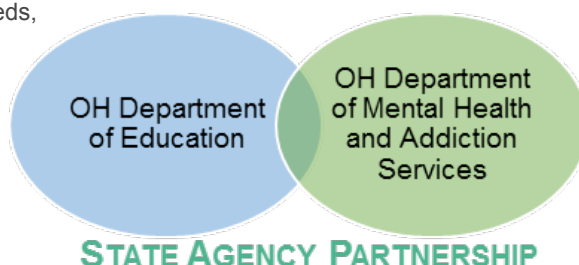 eds,
OH Department
of Education
OH Department
of Mental Health
and Addiction
Services
STATE AGENCY PARTNERSHIP